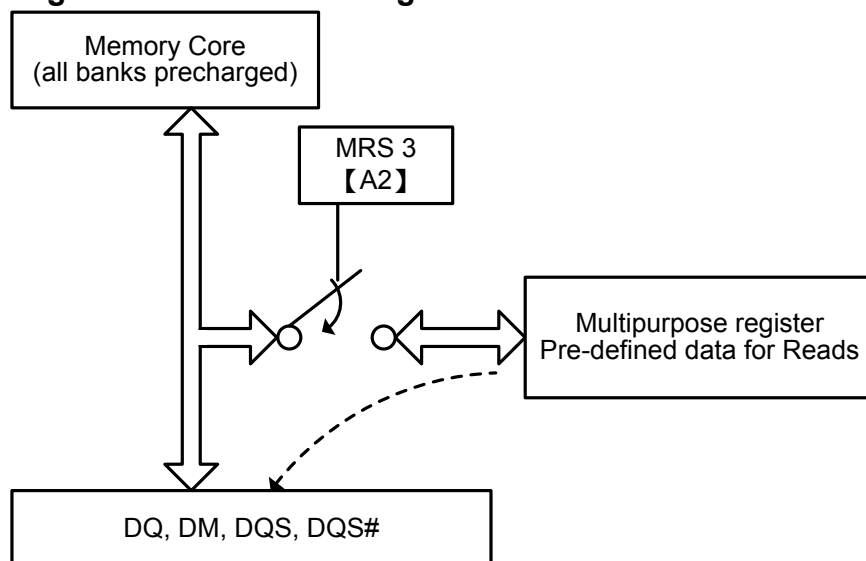 Memory Core
(all banks precharged)
MRS 3
【A2】
Multipurpose register
Pre-defined data for Reads
DQ, DM, DQS, DQS#